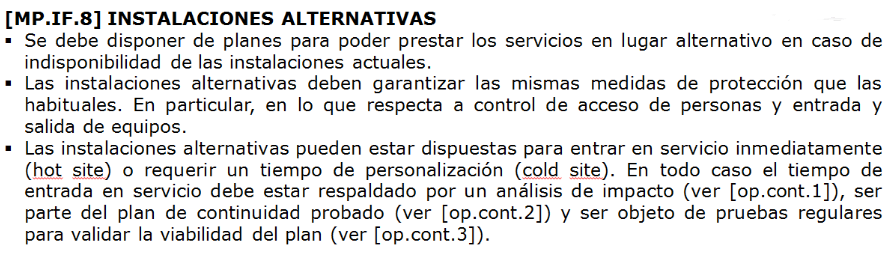 [MP.IF.8] INSTALACIONES ALTERNATIVAS
▪ Se debe disponer de planes para poder prestar los servicios en lugar alternativo en caso de
indisponibilidad de las instalaciones actuales.
▪ Las instalaciones alternativas deben garantizar las mismas medidas de protección que las
habituales. En particular, en lo que respecta a control de acceso de personas y entrada y
salida de equipos.
▪ Las instalaciones alternativas pueden estar dispuestas para entrar en servicio inmediatamente
(hot site) o requerir un tiempo de personalización (cold site). En todo caso el tiempo de
entrada en servicio debe estar respaldado por un análisis de impacto (ver [op.cont.1]), ser
parte del plan de continuidad probado (ver [op.cont.2]) y ser objeto de pruebas regulares
para validar la viabilidad del plan (ver [op.cont.3]).